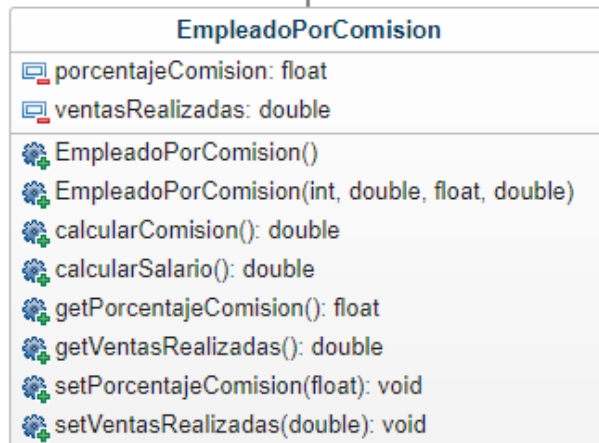 EmpleadoPorComision
porcentajeComision: float
ventasRealizadas: double
EmpleadoPorComision()
EmpleadoPorComision(int, double, float, double)
calcularComision(): double
calcularSalario(): double
getPorcentajeComision(): float
getVentasRealizadas(): double
setPorcentajeComision(float): void
setVentasRealizadas(double): void